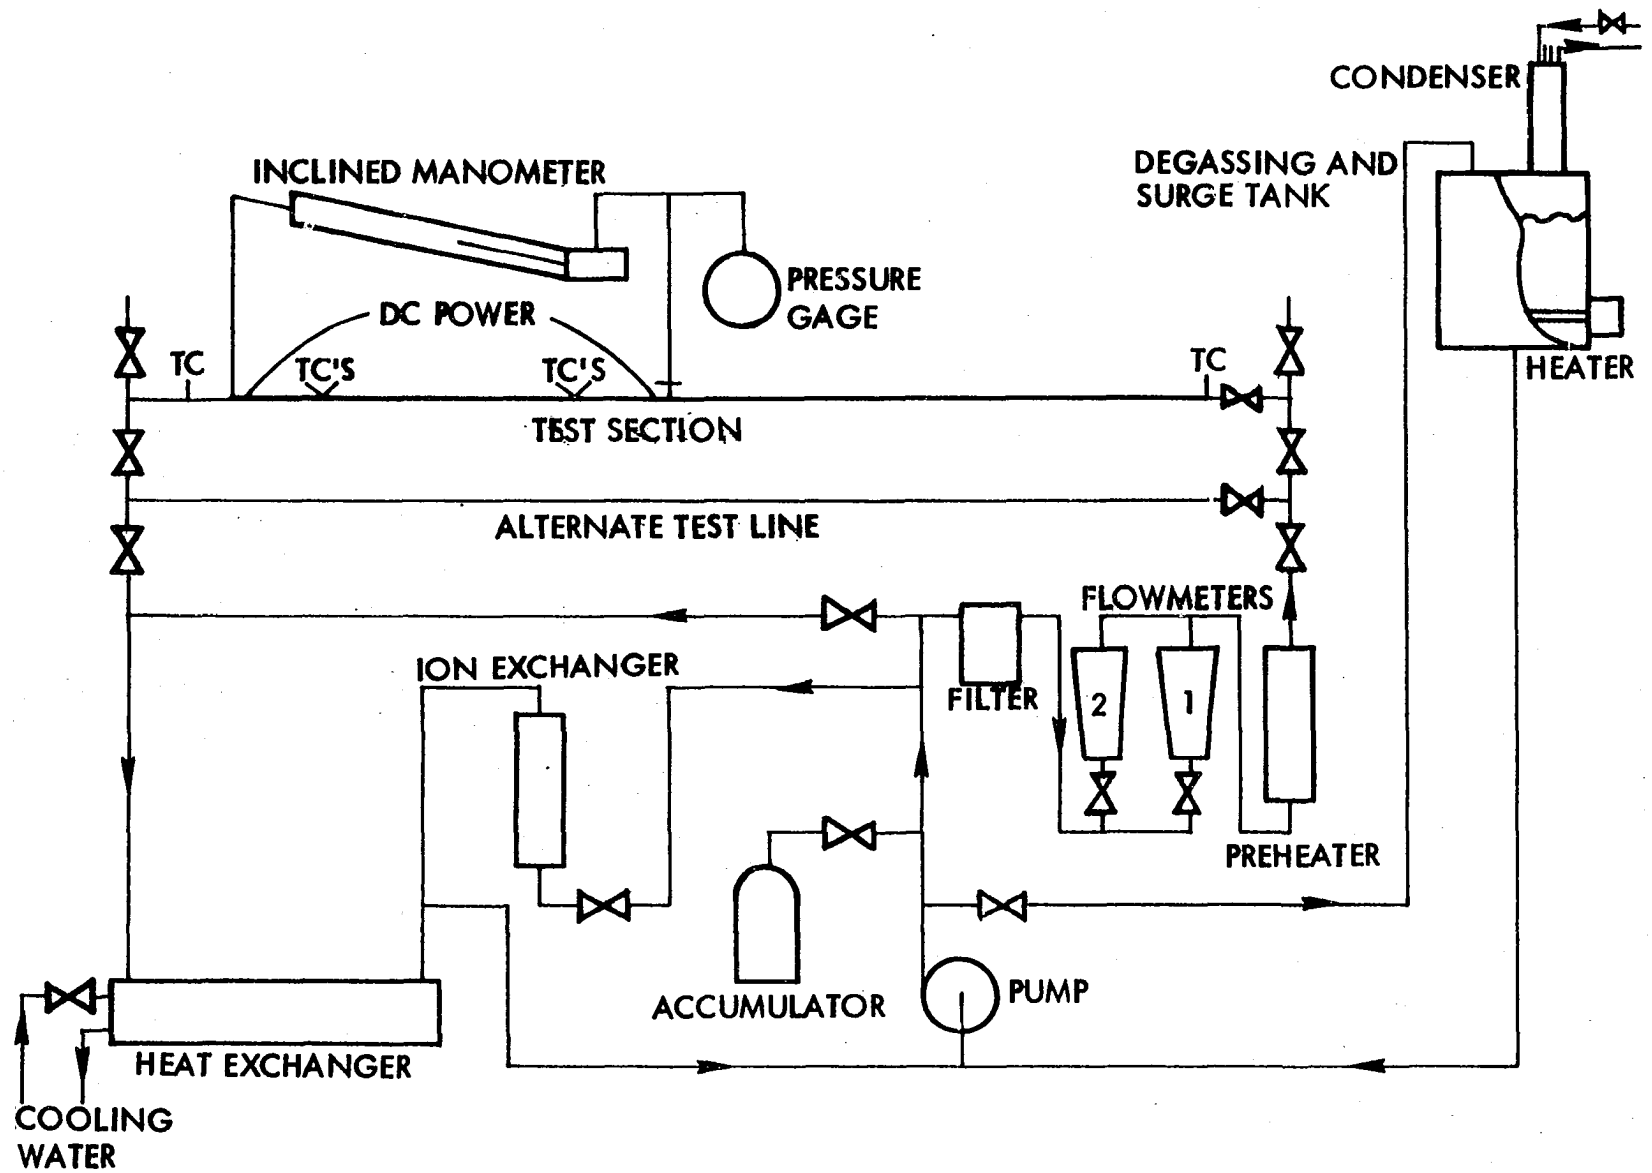 CONDENSER
DEGASSING AND
SURGE TANK
INCLINED MANOMETER
PRESSURE
GAGE
DC POWER
HEATER
TC
TC'S
TC'S
TC
TEST SECTION
ALTERNATE TEST LINE
FLOWMETERS
ION EXCHANGER
FILTER
2
1
PREHEATER
ACCUMULATOR
PUMP
HEAT EXCHANGER
COOLING
WATER